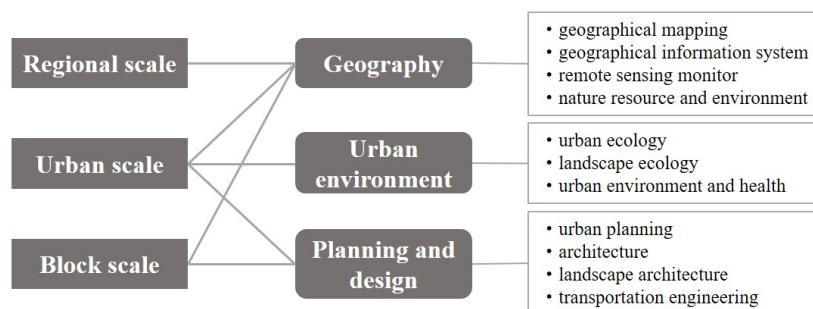 Regional scale
Urban scale
Block scale
Geography
Urban
environment
Planning and
design
• geographical mapping
• geographical information system
• remote sensing monitor
• nature resource and environment
• urban ecology
• landscape ecology
• urban environment and health
• urban planning
• architecture
• landscape architecture
• transportation engineering